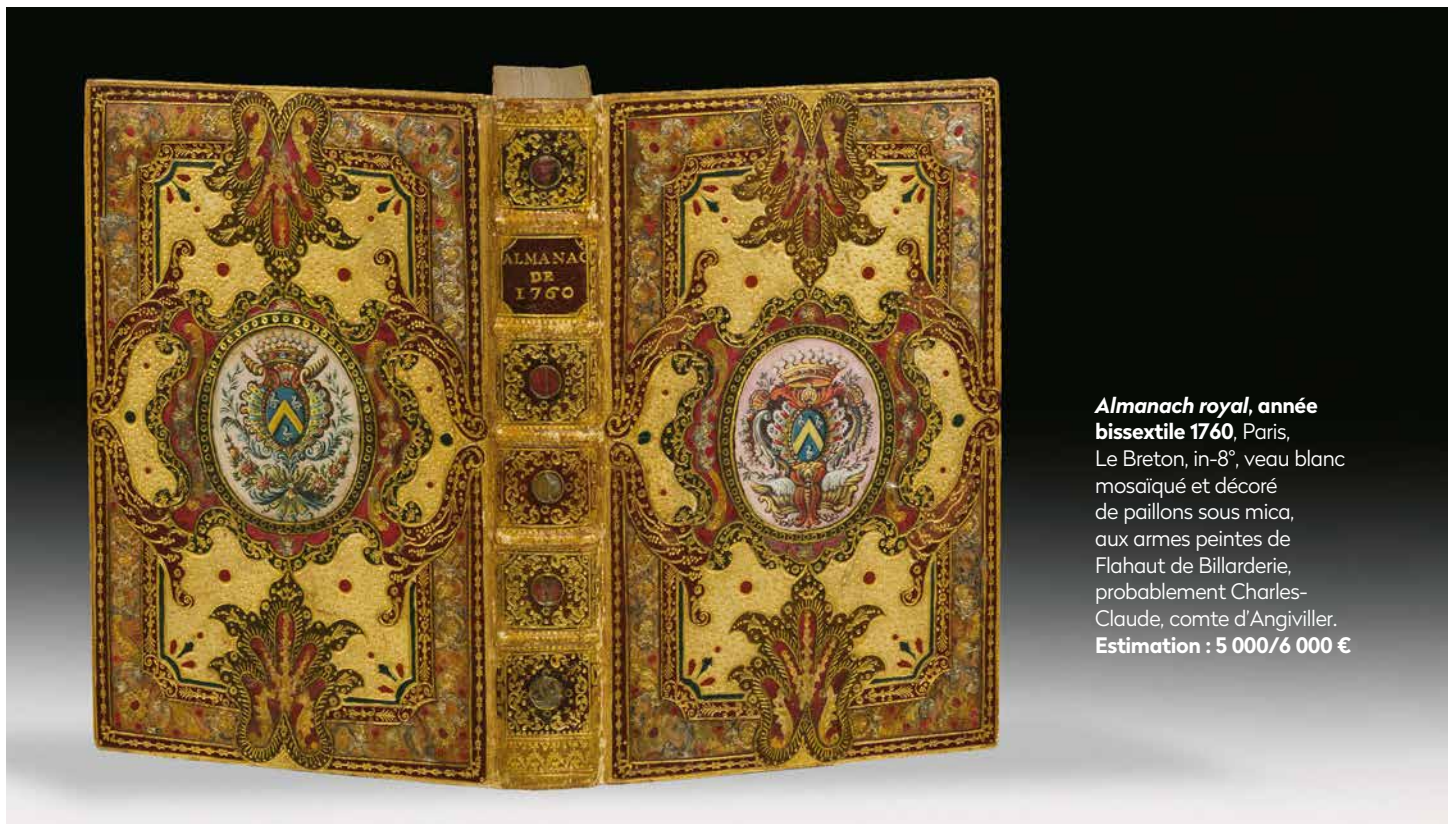 ALMANAC
DE
1760
Almanach royal, année
bissextile 1760, Paris,
Le Breton, in-8°, veau blanc
mosaïqué et décoré
de paillons sous mica,
aux armes peintes de
Flahaut de Billarderie,
probablement Charles-
Claude, comte d’Angiviller.
Estimation : 5 000/6 000 €